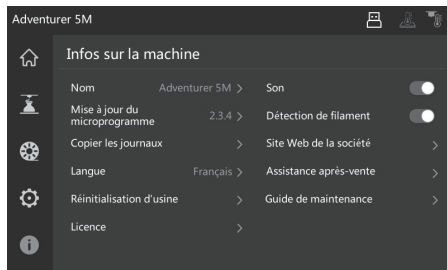 Adventurer 5M
Infos sur la machine
Nom Adventurer 5M >
Son
Mise à jour du
microprogramme 2.3.4 >
Détection de filament
Copier les journaux >
Site Web de la société >
Langue Français >
Assistance après-vente >
Réinitialisation d'usine >
Guide de maintenance >
Licence >